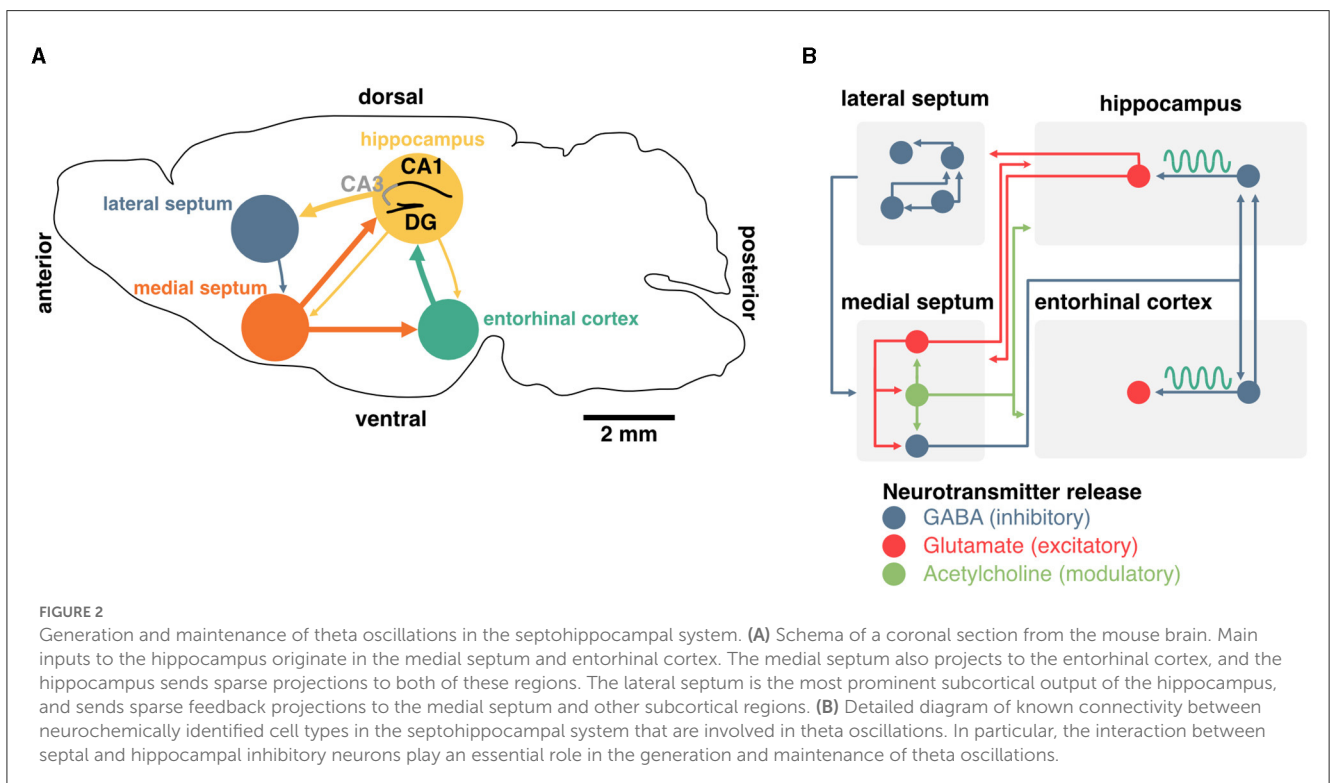 A
dorsal
hippocampus
CA1
CA3
DG
lateral septum
medial septum
entorhinal cortex
anterior
posterior
ventral
2 mm
B
lateral septum
hippocampus
medial septum
entorhinal cortex
Neurotransmitter release
GABA (inhibitory)
Glutamate (excitatory)
Acetylcholine (modulatory)
FIGURE 2
Generation and maintenance of theta oscillations in the septohippocampal system. (A) Schema of a coronal section from the mouse brain. Main
inputs to the hippocampus originate in the medial septum and entorhinal cortex. The medial septum also projects to the entorhinal cortex, and the
hippocampus sends sparse projections to both of these regions. The lateral septum is the most prominent subcortical output of the hippocampus,
and sends sparse feedback projections to the medial septum and other subcortical regions. (B) Detailed diagram of known connectivity between
neurochemically identified cell types in the septohippocampal system that are involved in theta oscillations. In particular, the interaction between
septal and hippocampal inhibitory neurons play an essential role in the generation and maintenance of theta oscillations.